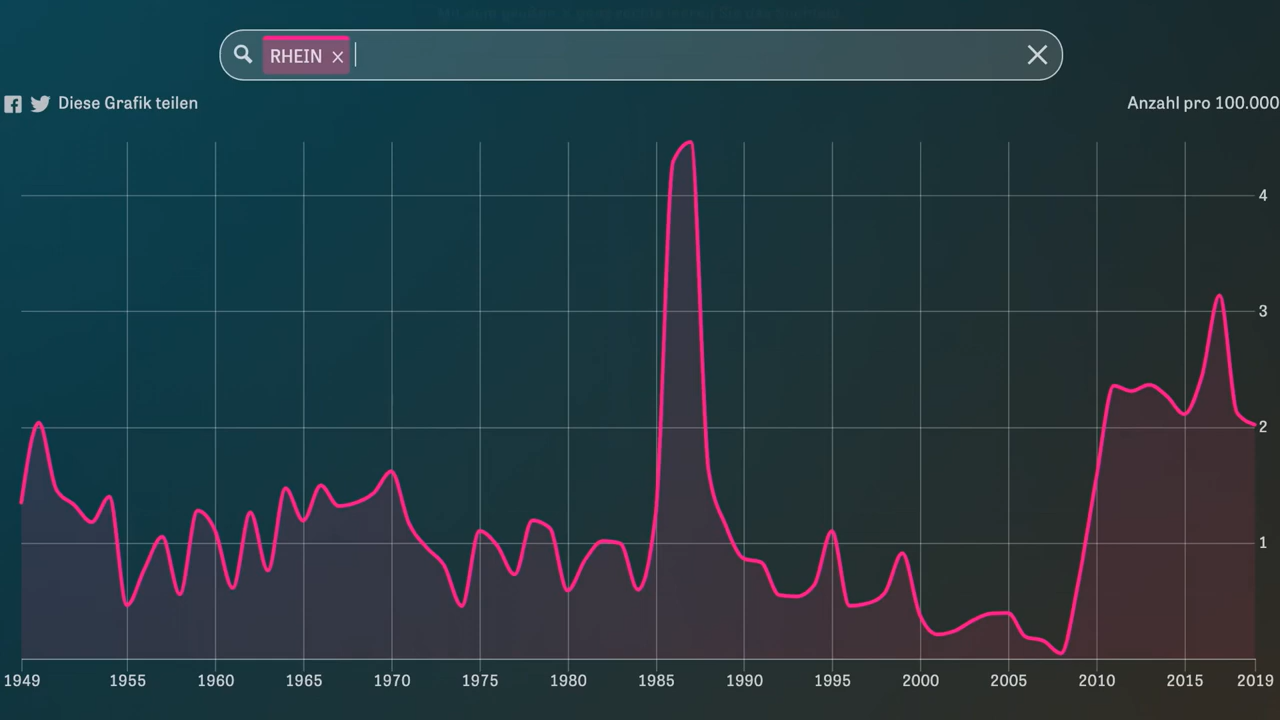 RHEIN ×
Diese Grafik teilen
Anzahl pro 100.000
4
3
2
1
1949 1955 1960 1965 1970 1975 1980 1985 1990 1995 2000 2005 2010 2015 2019